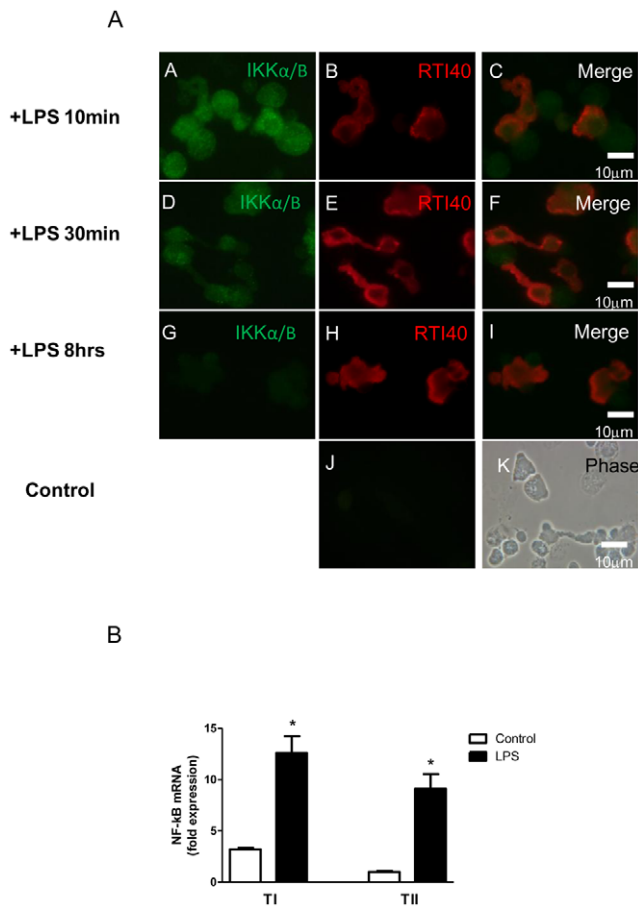 A
A IKKα/B B RTI40 C Merge
+LPS 10min
10μm
D IKKα/B E RTI40 F Merge
+LPS 30min
10μm
G IKKα/B H RTI40 I Merge
+LPS 8hrs
10μm
J K Phase
Control
10μm
B
15
10
5
0
NF-kB mRNA
(fold expression)
*
*
Control
LPS
TI TII